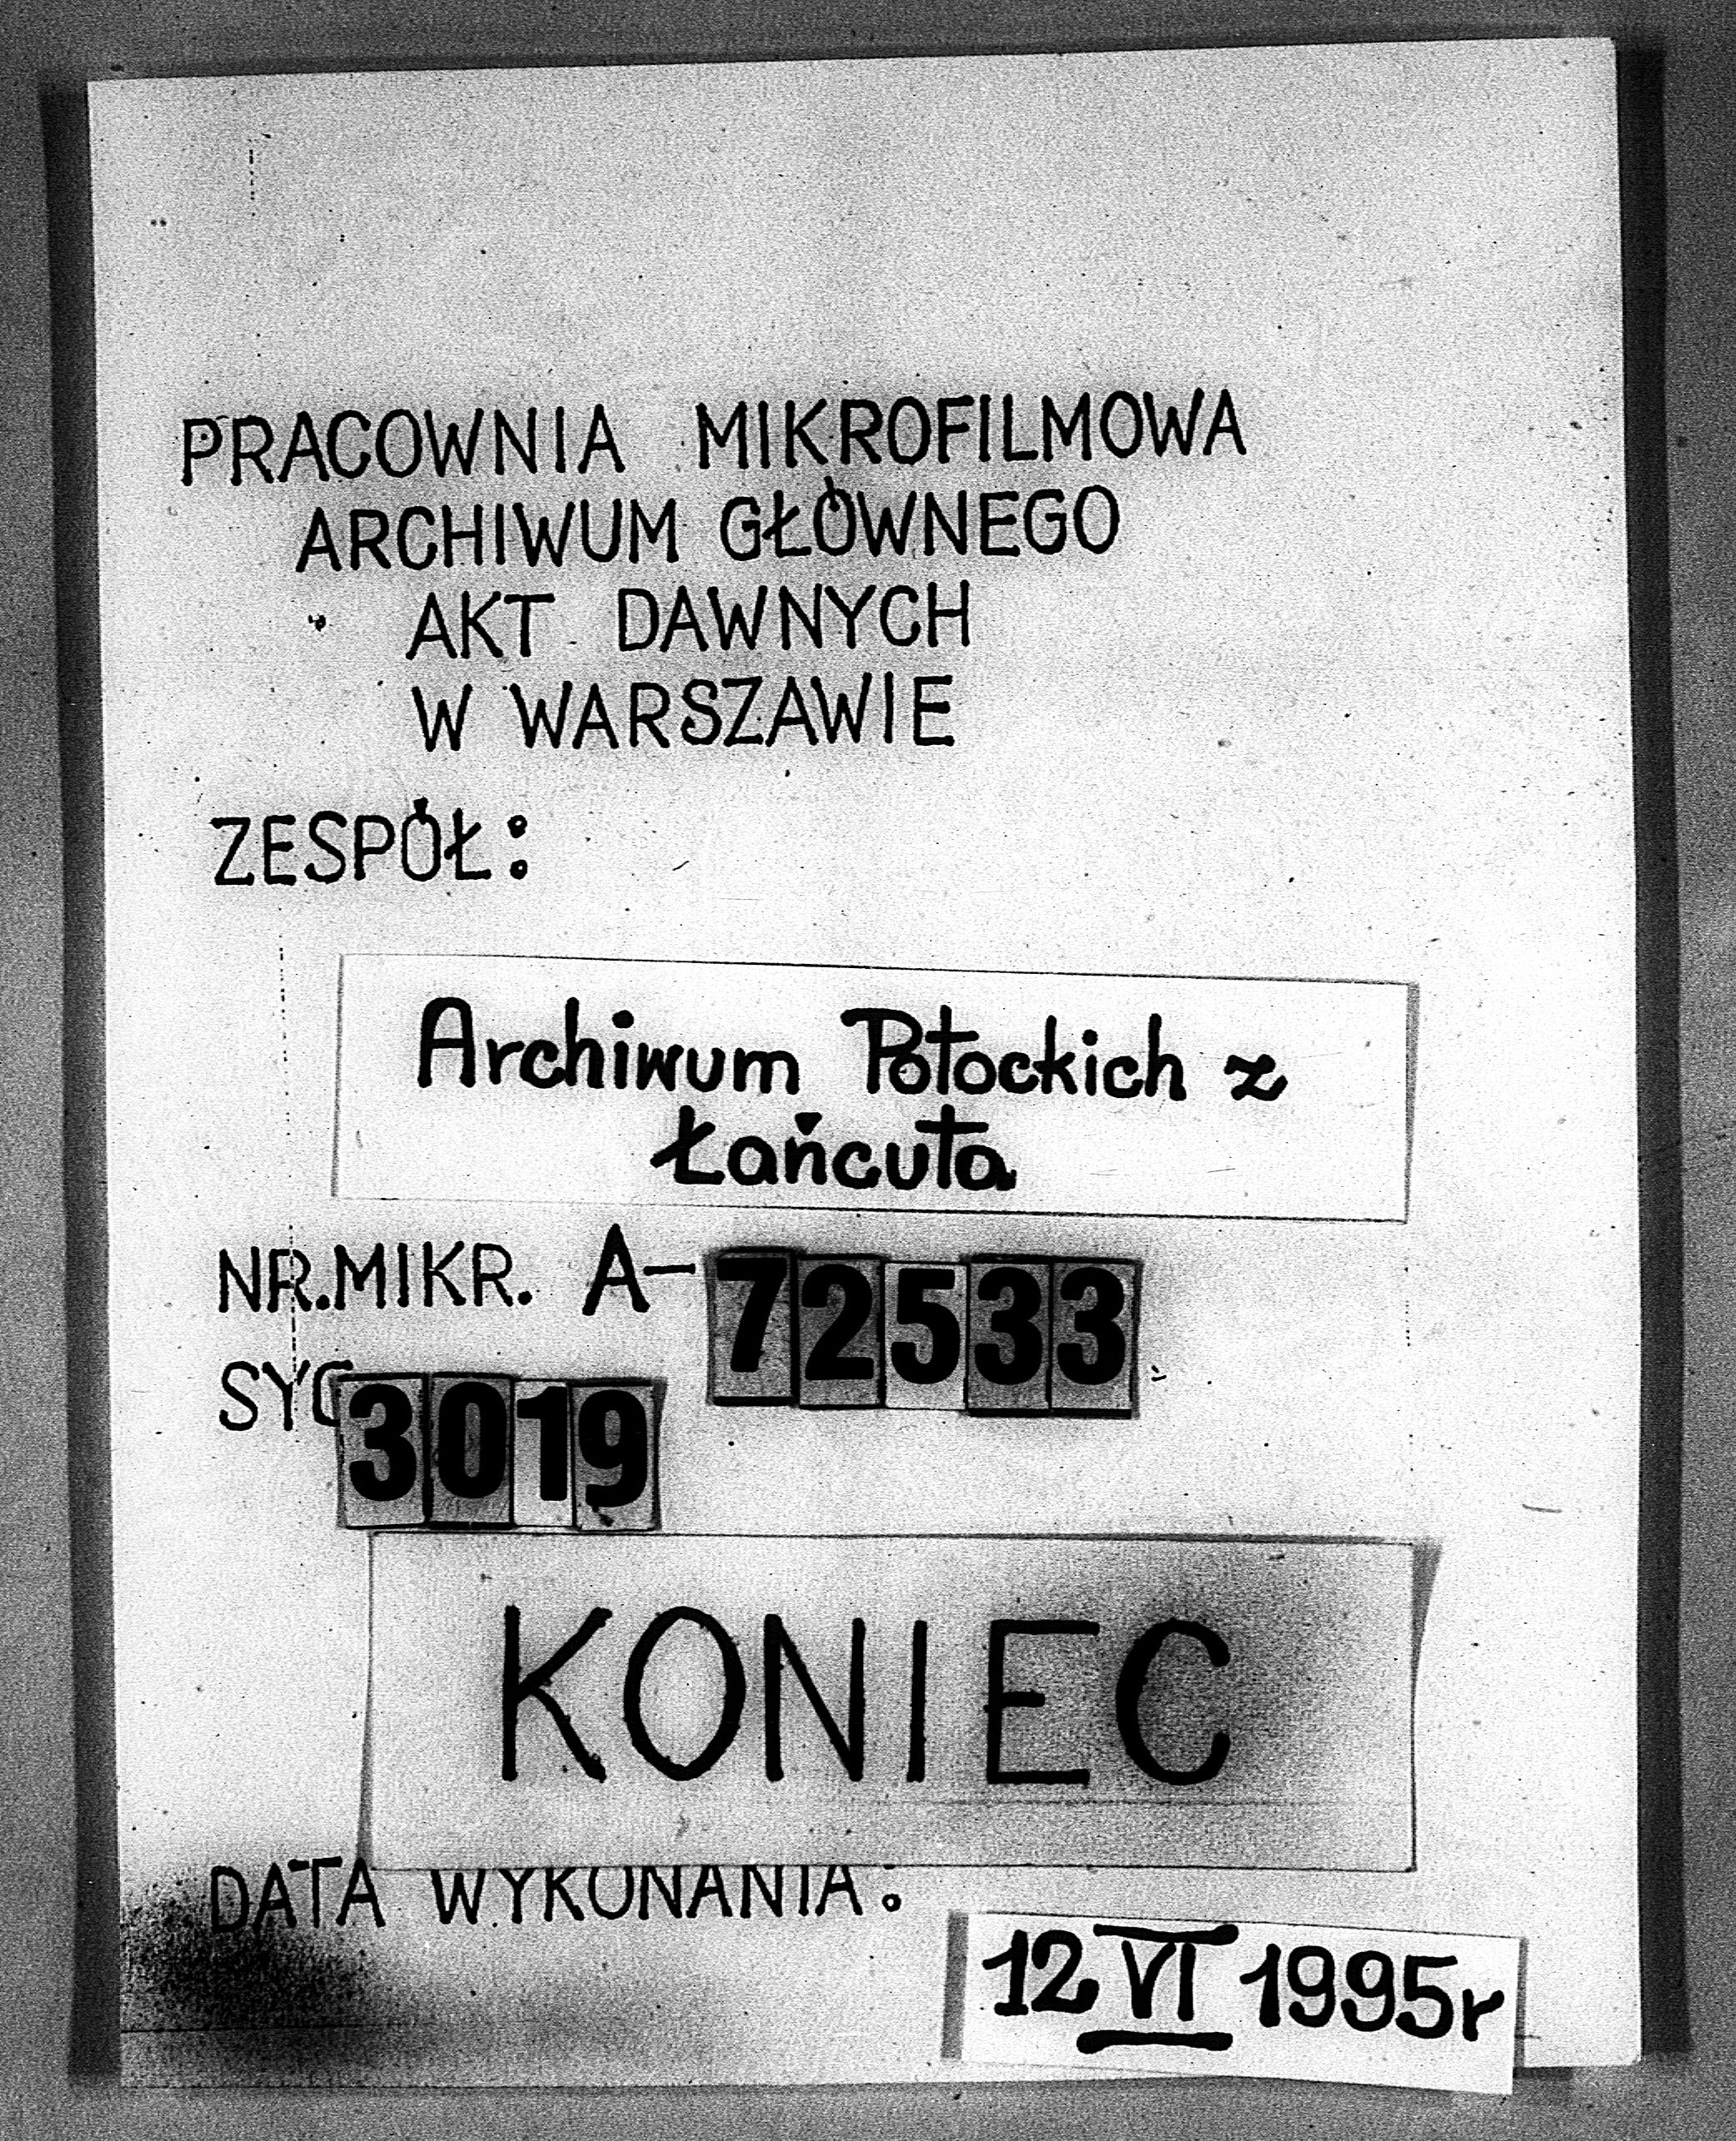 PRACOWNIA MIKROFILMOWA
ARCHIWUM GŁÓWNEGO
AKT DAWNYCH
W WARSZAWIE
ZESPÓŁ:
Archiwum Potockich z
Łańcuta
NR.MIKR. A-72533
SYG 3019
KONIEC
DATA WYKONANIA:
12 VI 1995r